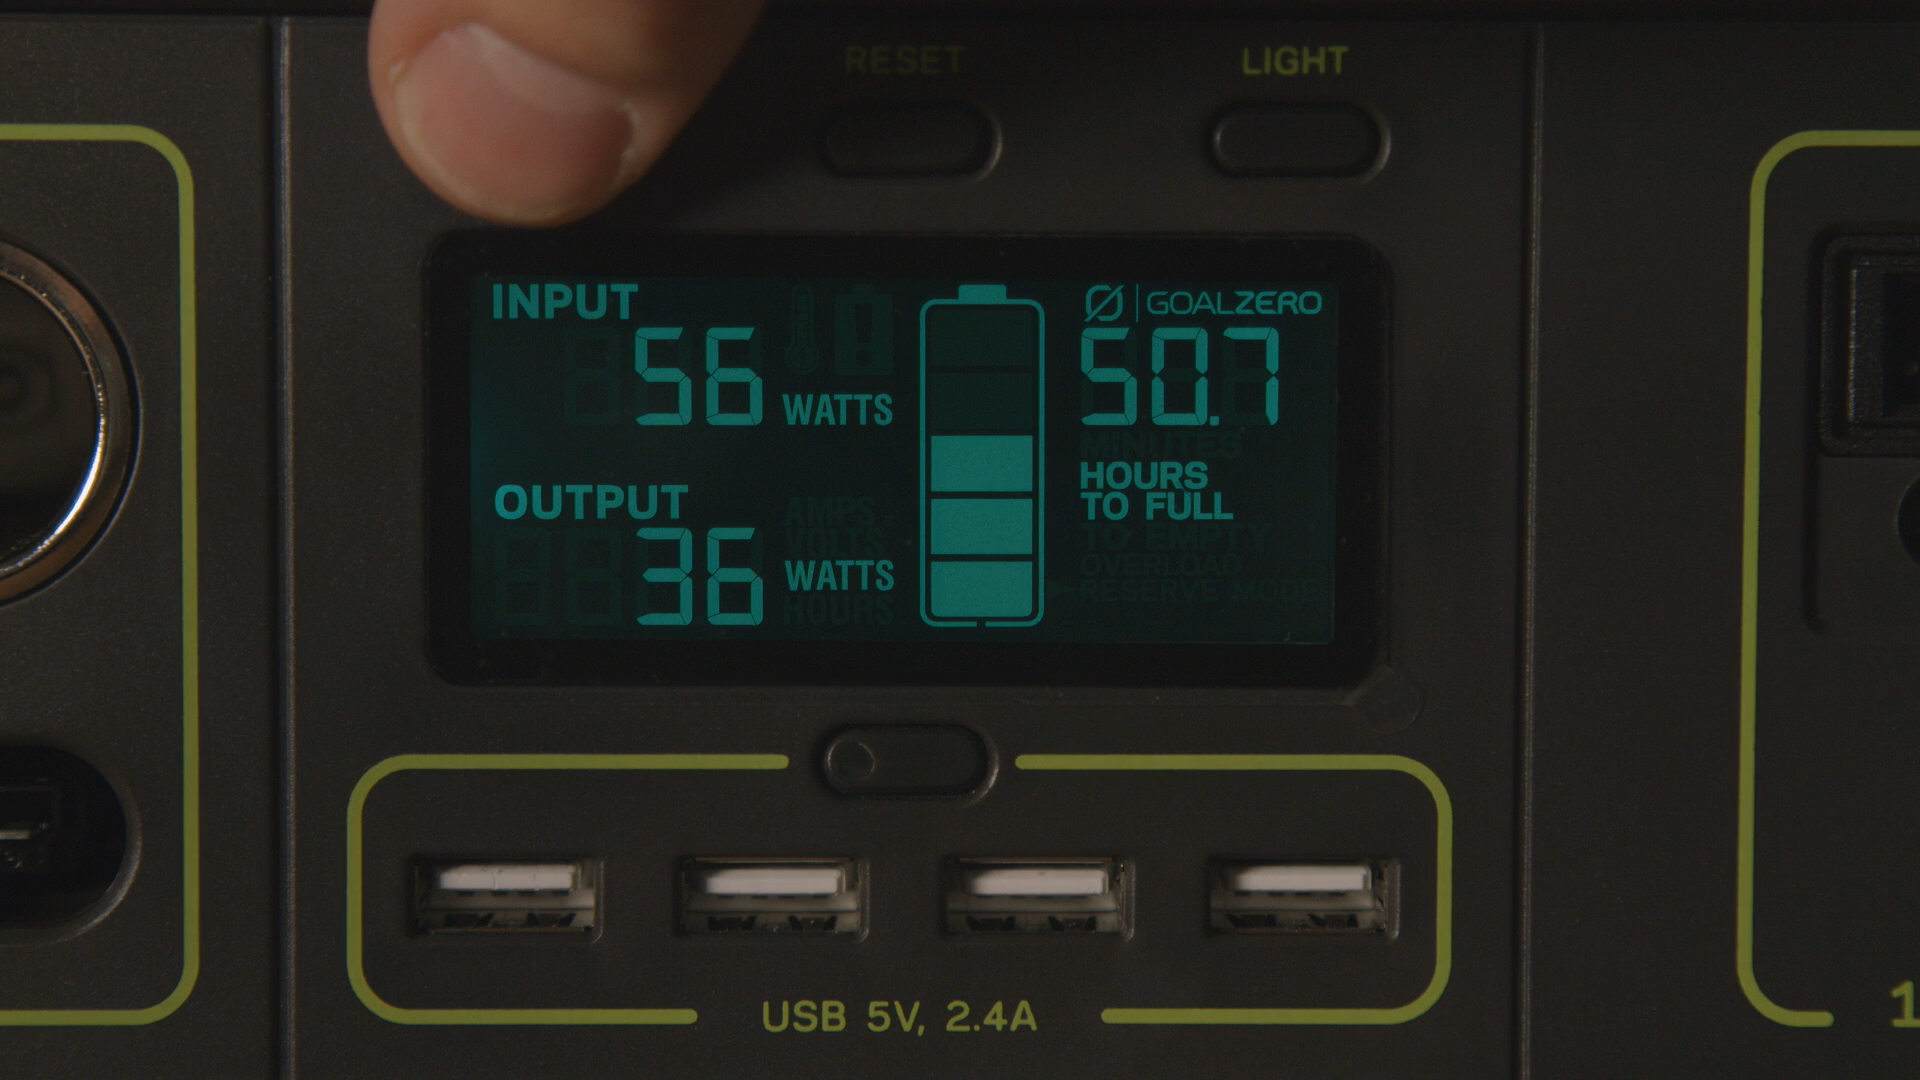 RESET
LIGHT
INPUT
56
WATTS
GOALZERO
50.7
MINUTES
HOURS
TO FULL
TO EMPTY
OVERLOAD
RESERVE MODE
OUTPUT
36
AMPS
VOLTS
WATTS
HOURS
USB 5V, 2.4A
1